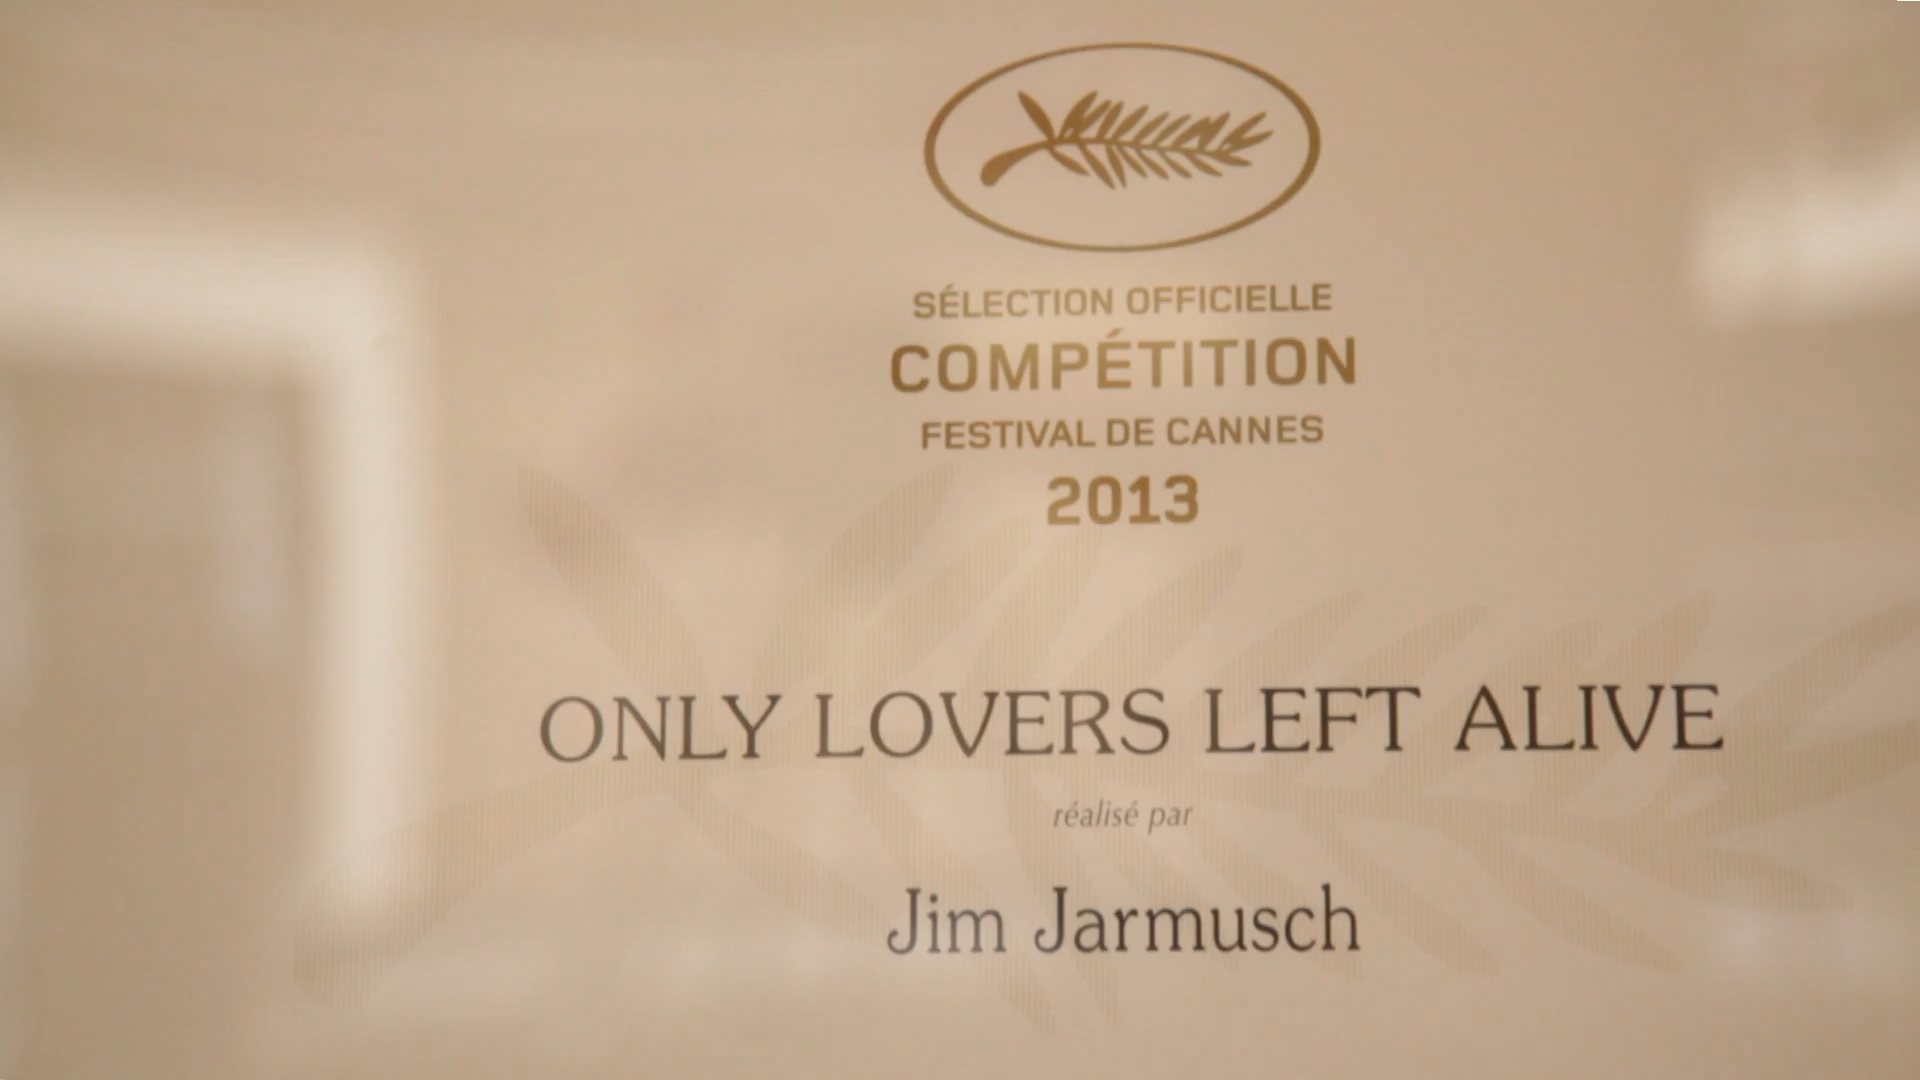 SÉLECTION OFFICIELLE
COMPÉTITION
FESTIVAL DE CANNES
2013
ONLY LOVERS LEFT ALIVE
réalisé par
Jim Jarmusch